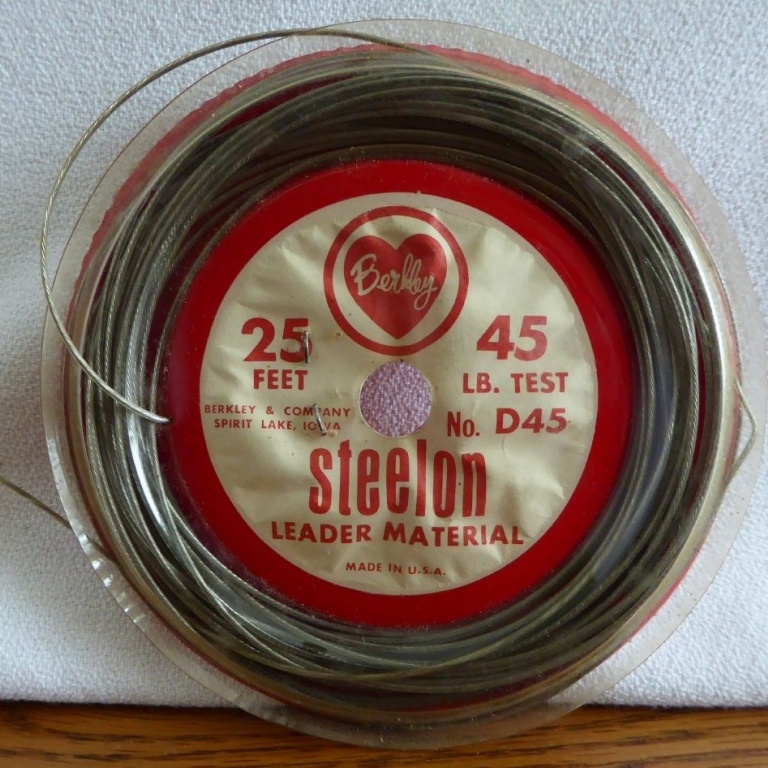 Berkley
25
FEET
45
LB. TEST
BERKLEY & COMPANY
SPIRIT LAKE, IOWA
No. D45
steelon
LEADER MATERIAL
MADE IN U.S.A.